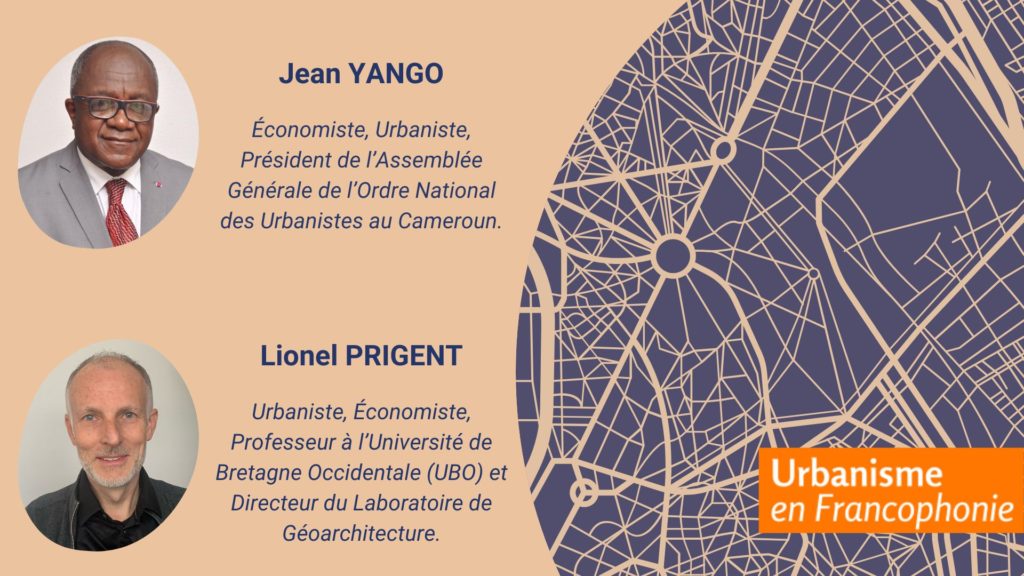 Jean YANGO
Économiste, Urbaniste,
Président de l'Assemblée
Générale de l'Ordre National
des Urbanistes au Cameroun.
Lionel PRIGENT
Urbaniste, Économiste,
Professeur à l'Université de
Bretagne Occidentale (UBO) et
Directeur du Laboratoire de
Géoarchitecture.
Urbanisme
en Francophonie